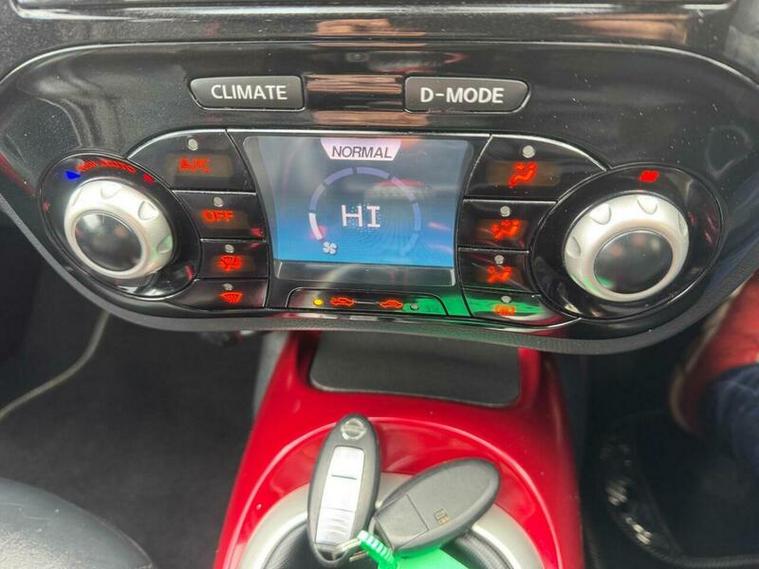 CLIMATE
D-MODE
NORMAL
A/C
HI
OFF